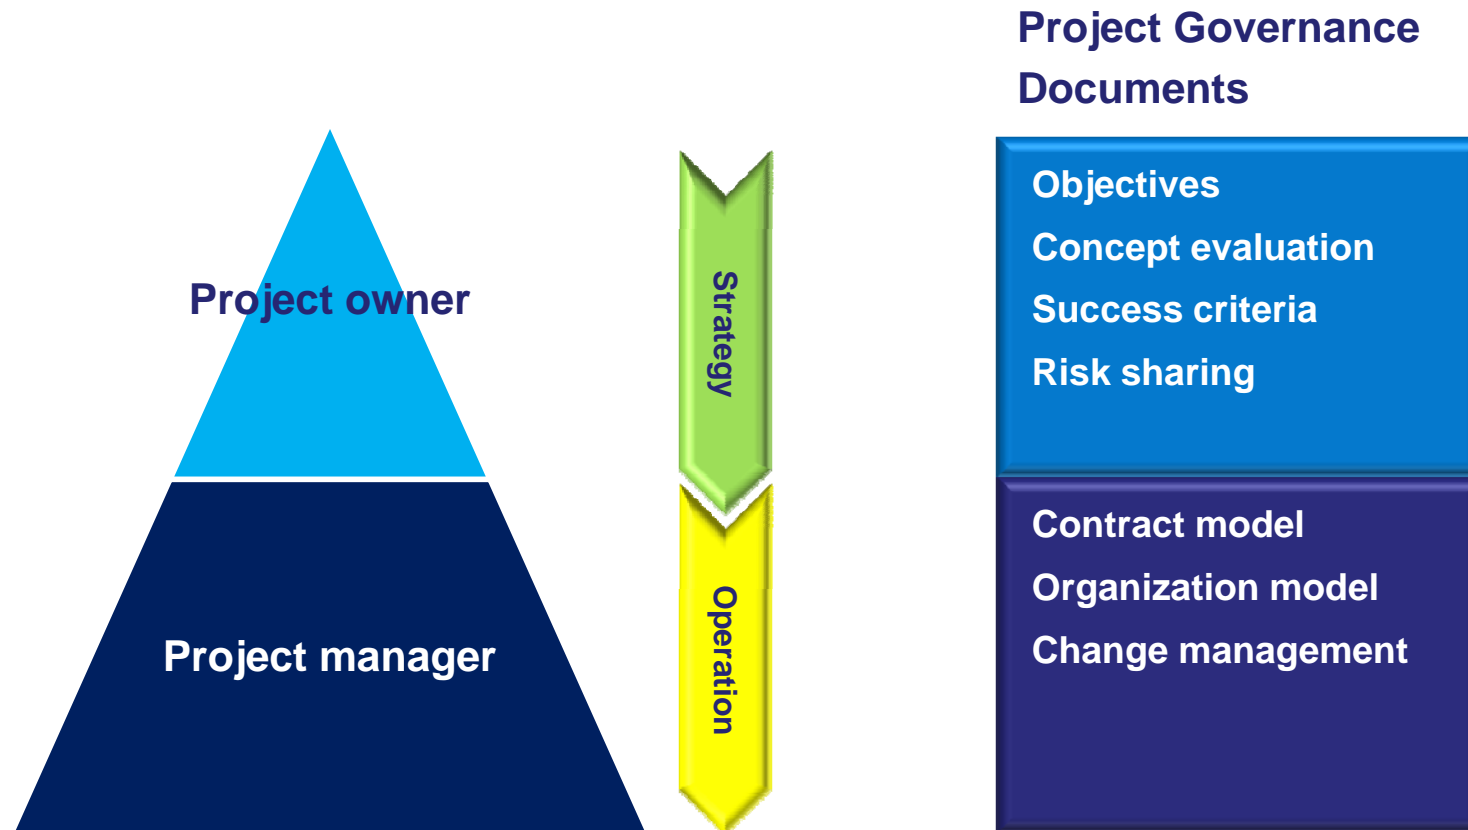 Project Governance
Documents
Project owner
Strategy
Objectives
Concept evaluation
Success criteria
Risk sharing
Project manager
Operation
Contract model
Organization model
Change management